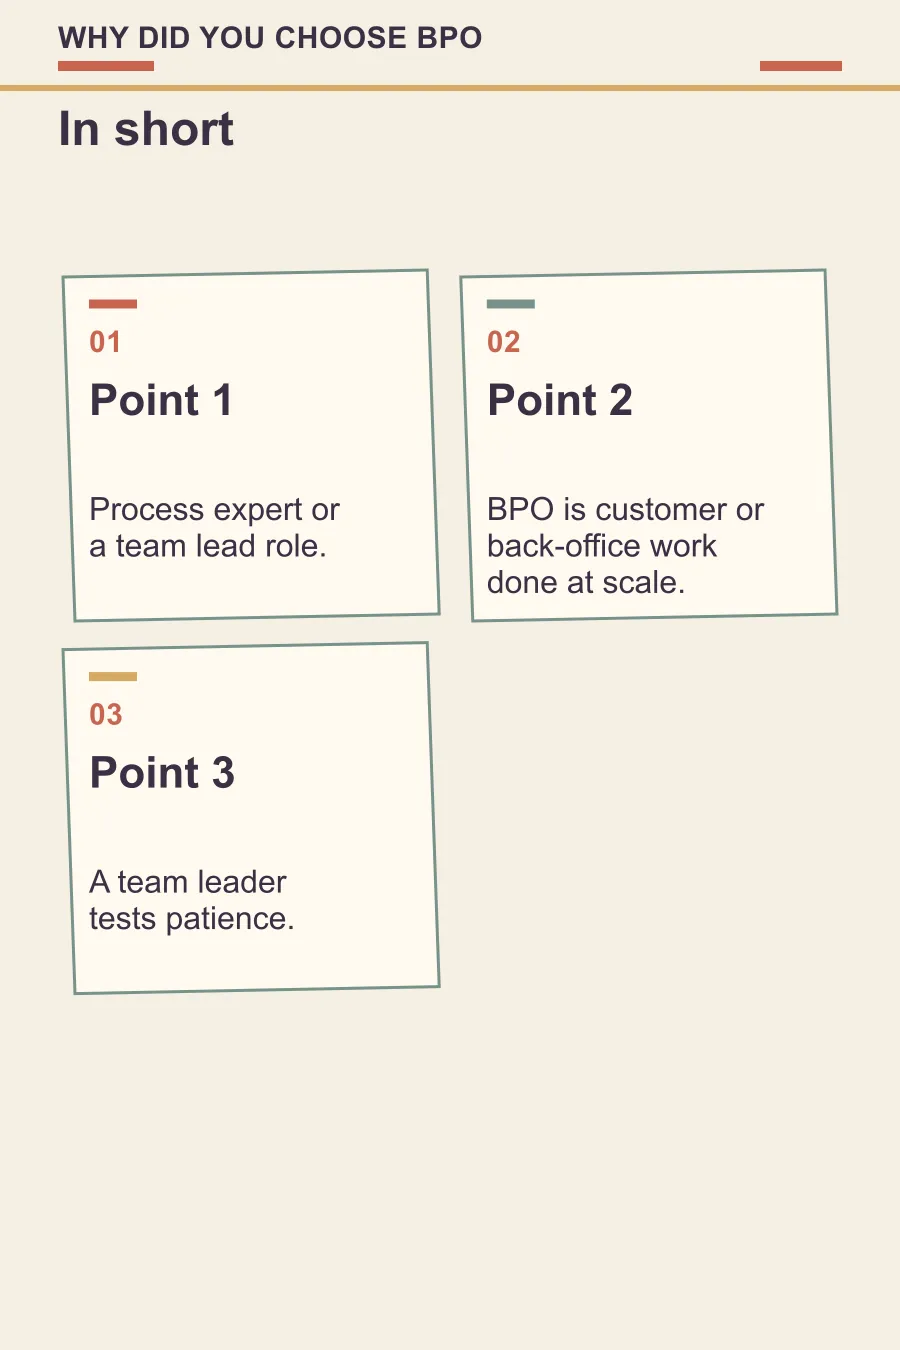 WHY DID YOU CHOOSE BPO
In short
01
Point 1
Process expert or
a team lead role.
02
Point 2
BPO is customer or
back-office work
done at scale.
03
Point 3
A team leader
tests patience.